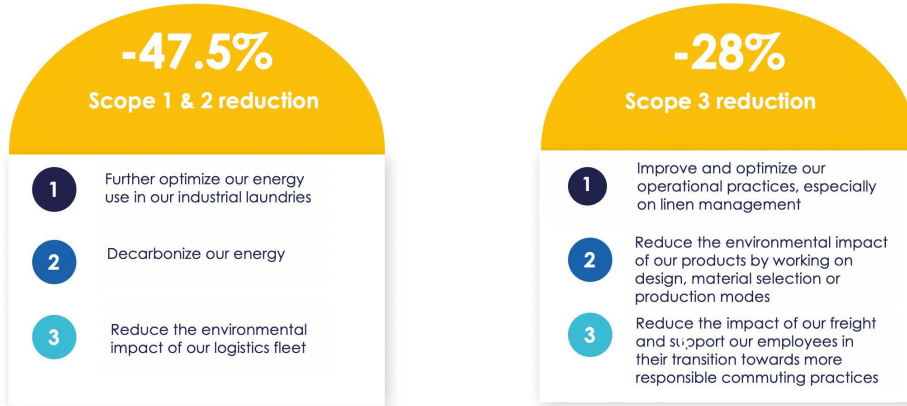 -47.5%
Scope 1 & 2 reduction
1
Further optimize our energy
use in our industrial laundries
2
Decarbonize our energy
3
Reduce the environmental
impact of our logistics fleet
-28%
Scope 3 reduction
1
Improve and optimize our
operational practices, especially
on linen management
2
Reduce the environmental impact
of our products by working on
design, material selection or
production modes
3
Reduce the impact of our freight
and support our employees in
their transition towards more
responsible commuting practices